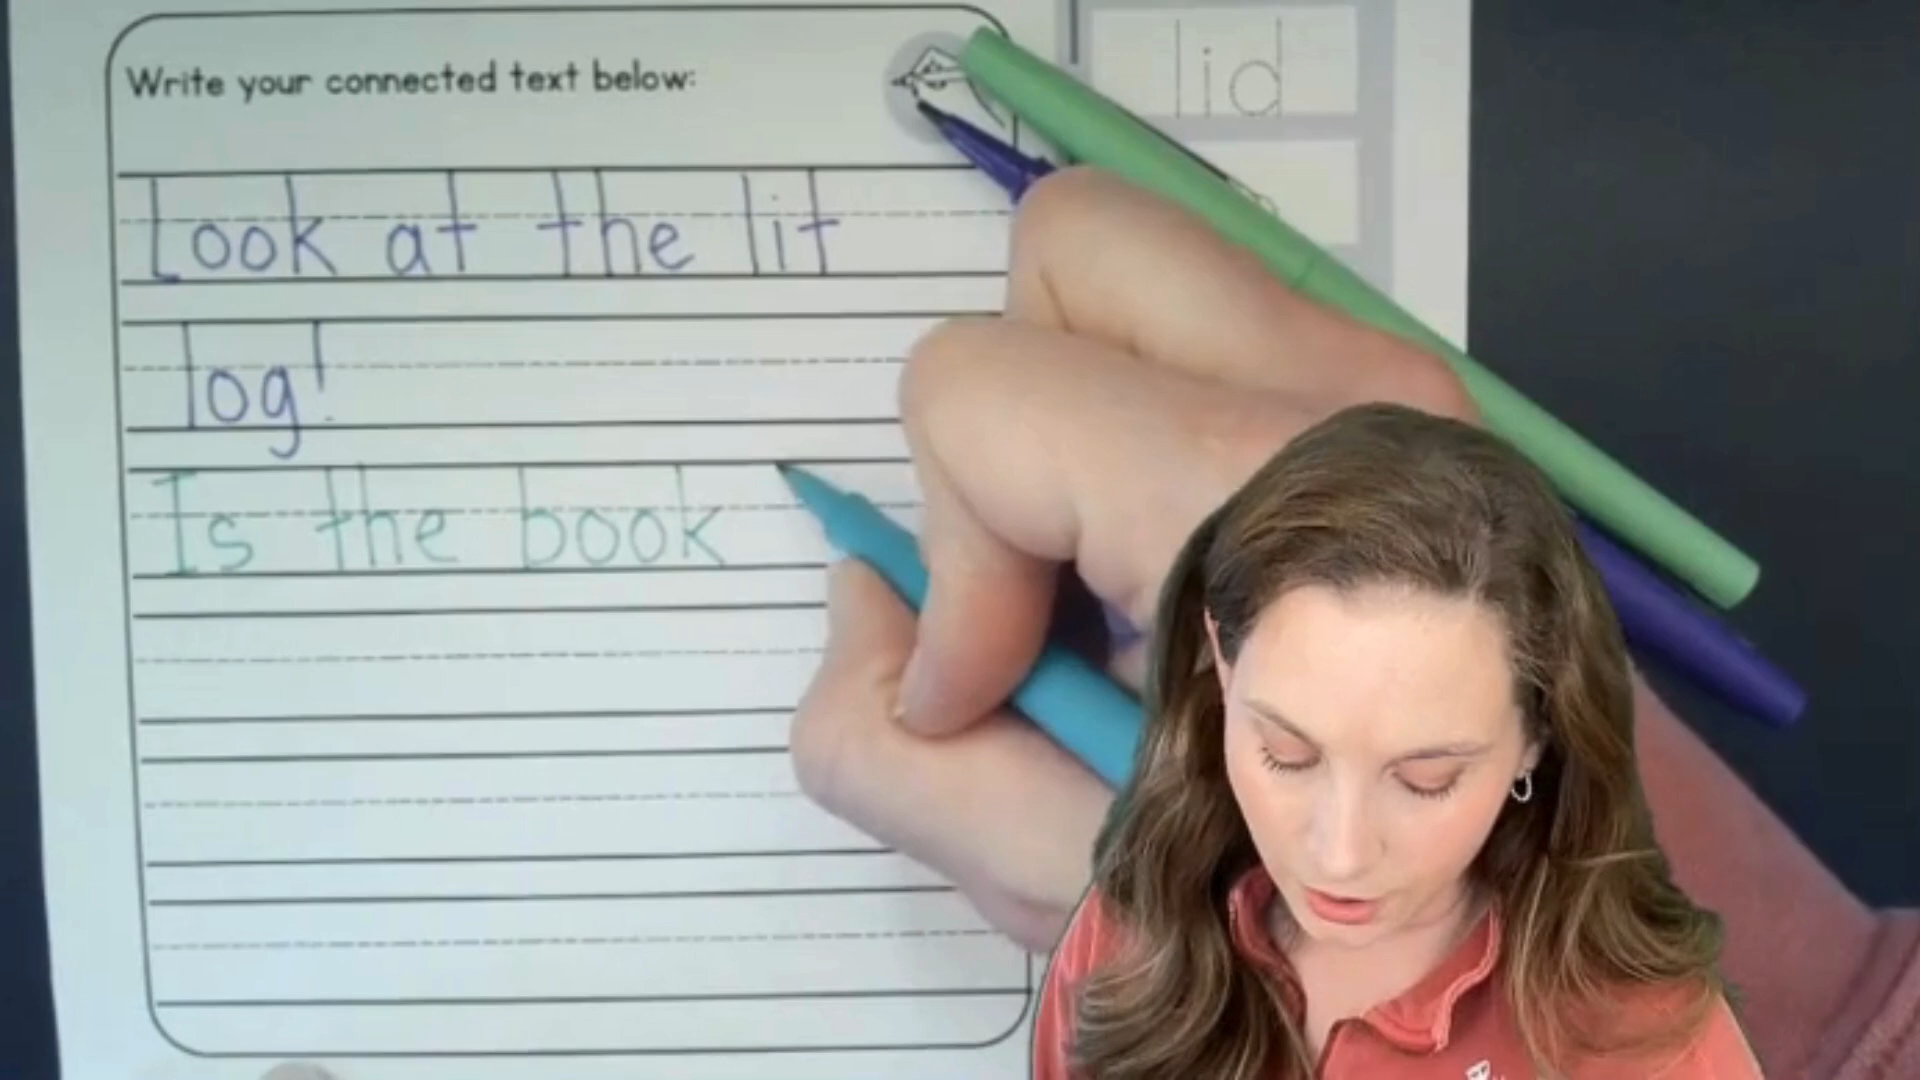 Write your connected text below:
Look at the lit
log!
Is the book
lid